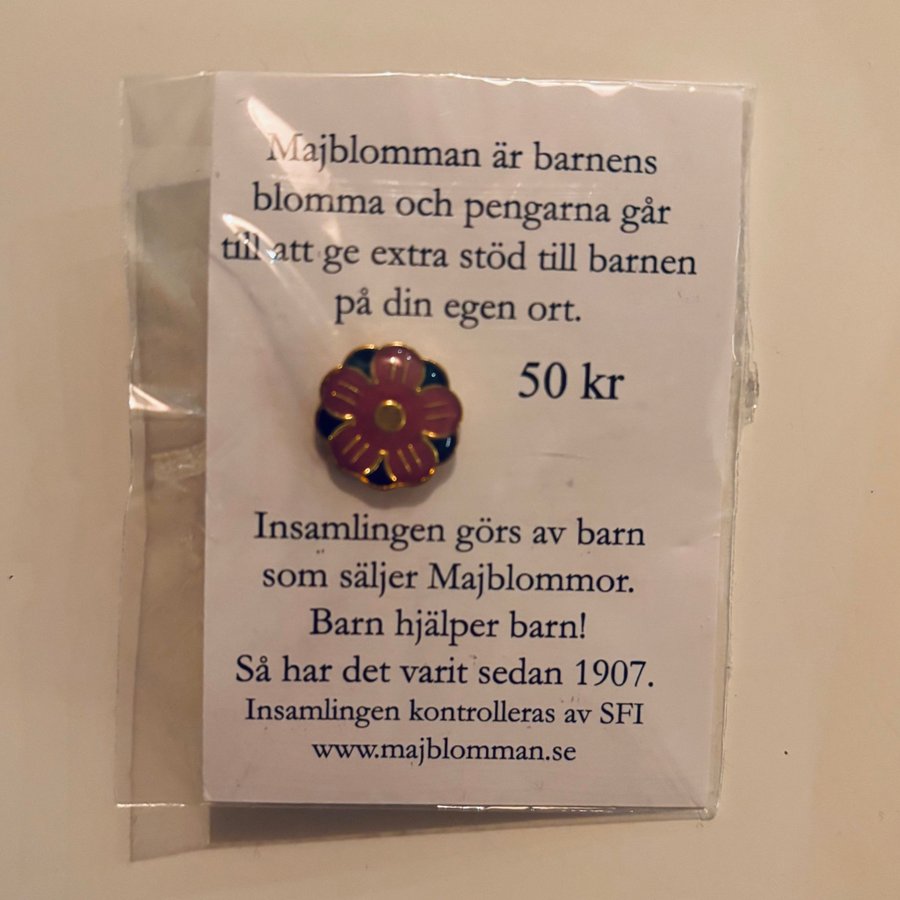 Majblomman är barnens
blomma och pengarna går
till att ge extra stöd till barnen
på din egen ort.
50 kr
Insamlingen görs av barn
som säljer Majblommor.
Barn hjälper barn!
Så har det varit sedan 1907.
Insamlingen kontrolleras av SFI
www.majblomman.se